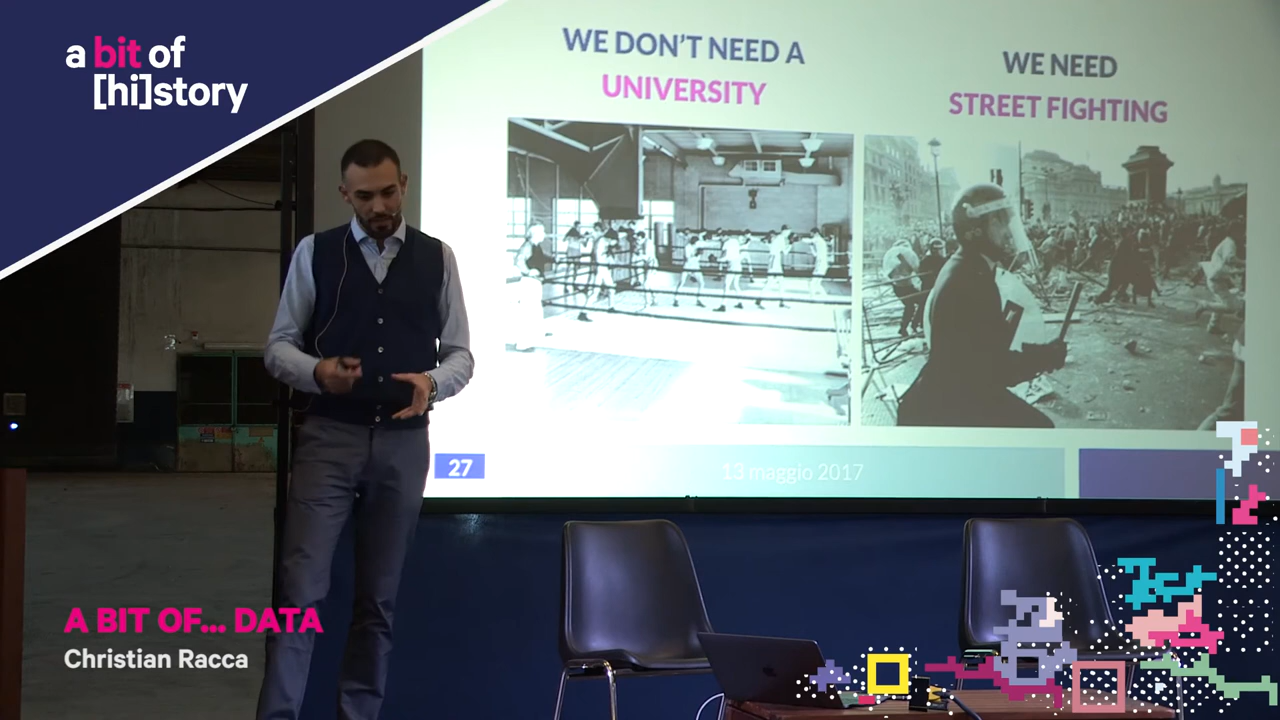 a bit of
[hi]story
WE DON'T NEED A
UNIVERSITY
WE NEED
STREET FIGHTING
27
13 maggio 2017
A BIT OF... DATA
Christian Racca